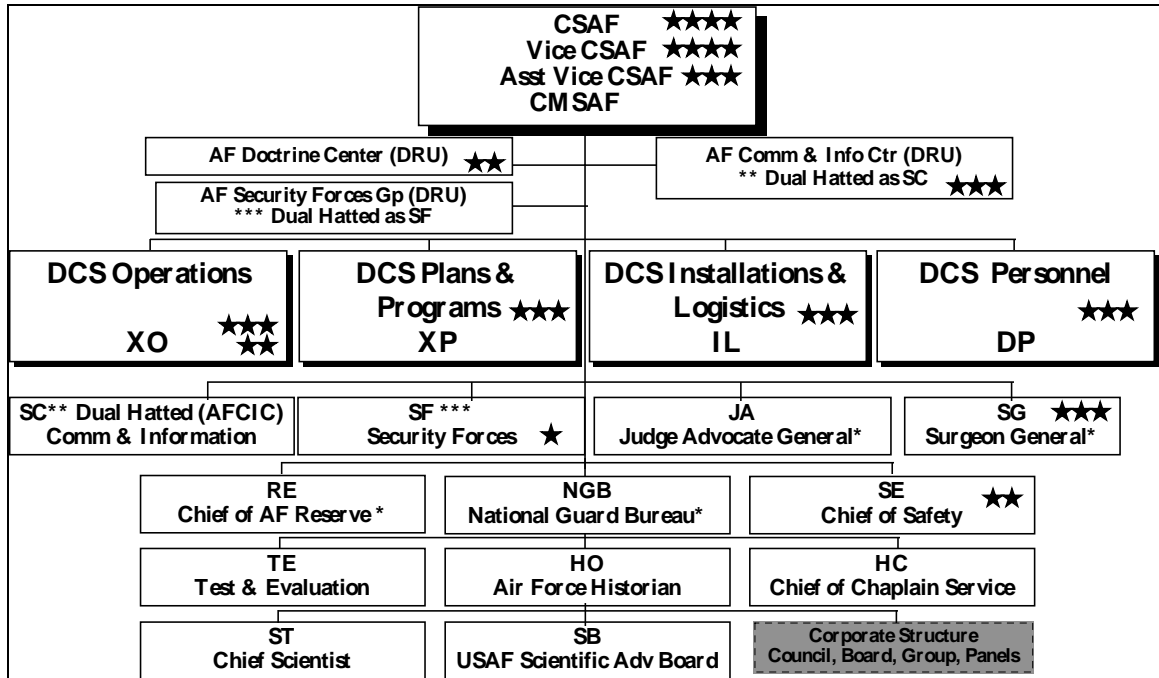 CSAF ★★★★
Vice CSAF ★★★★
Asst Vice CSAF ★★★
CMSAF
AF Doctrine Center (DRU) ★★
AF Comm & Info Ctr (DRU)
** Dual Hatted as SC ★★★
AF Security Forces Gp (DRU)
*** Dual Hatted as SF
DCS Operations
★★★
XO ★★
DCS Plans &
Programs ★★★
XP
DCS Installations &
Logistics ★★★
IL
DCS Personnel
★★★
DP
SC** Dual Hatted (AFCIC)
Comm & Information
SF ***
Security Forces ★
JA
Judge Advocate General*
SG ★★★
Surgeon General*
RE
Chief of AF Reserve *
NGB
National Guard Bureau*
SE ★★
Chief of Safety
TE
Test & Evaluation
HO
Air Force Historian
HC
Chief of Chaplain Service
ST
Chief Scientist
SB
USAF Scientific Adv Board
Corporate Structure
Council, Board, Group, Panels